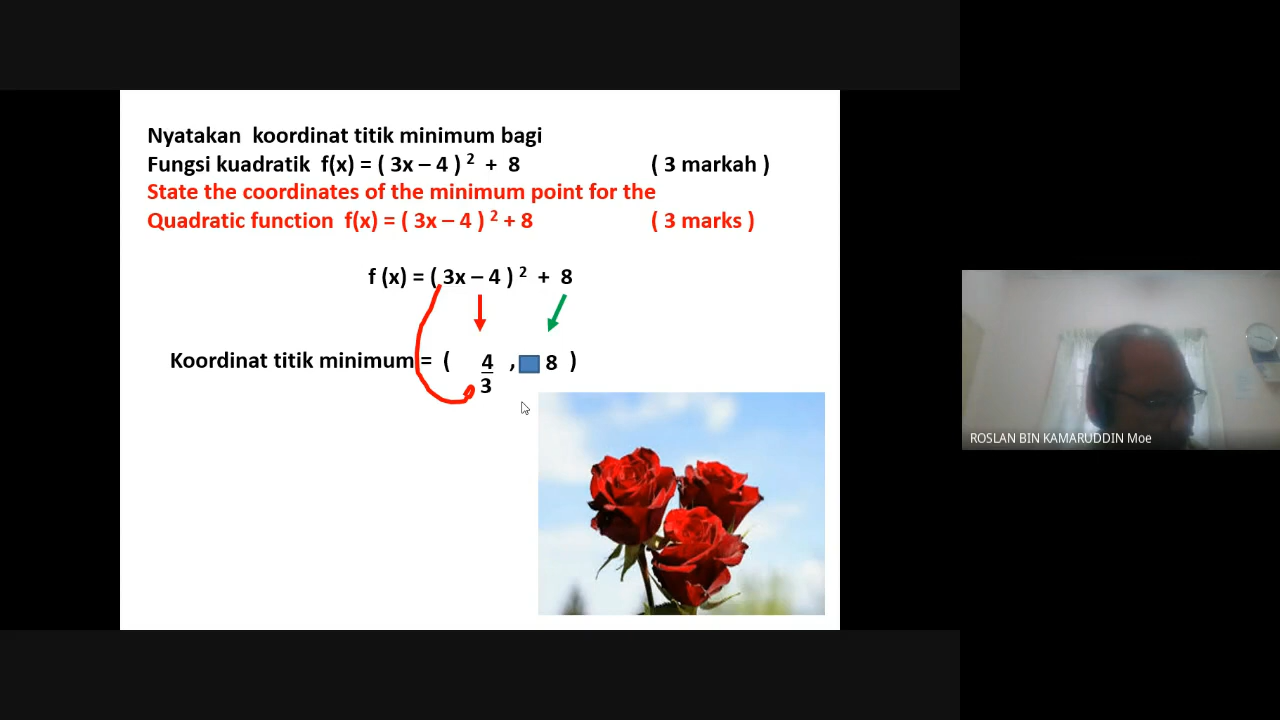 Nyatakan koordinat titik minimum bagi
Fungsi kuadratik f(x) = ( 3x – 4 ) 2 + 8 ( 3 markah )
State the coordinates of the minimum point for the
Quadratic function f(x) = ( 3x – 4 ) 2 + 8 ( 3 marks )
f (x) = ( 3x – 4 ) 2 + 8
Koordinat titik minimum = ( 4 , 8 )
3
ROSLAN BIN KAMARUDDIN Moe